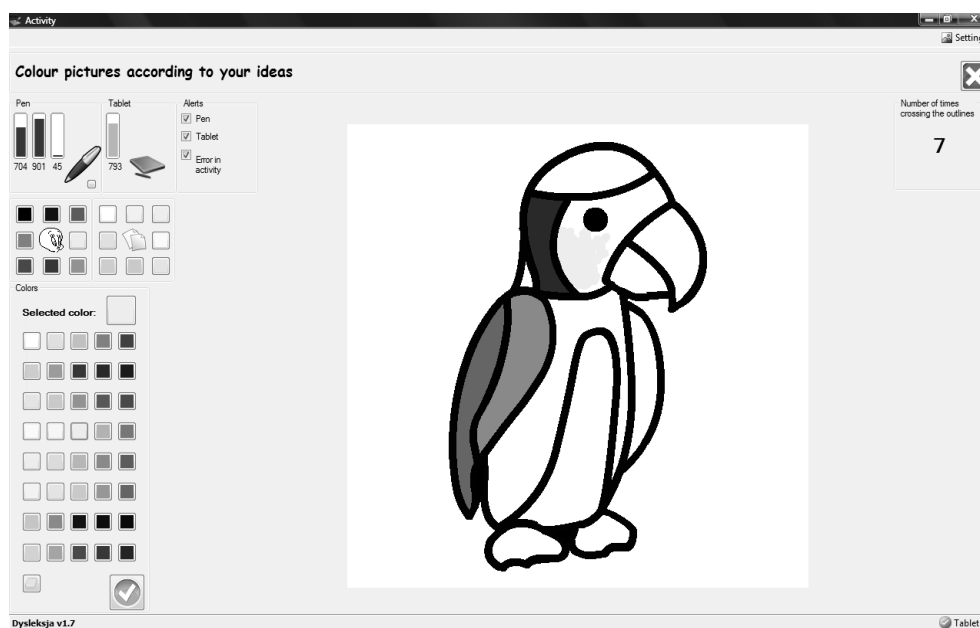 Activity
Setting
Colour pictures according to your ideas
Pen
Tablet
Alerts
Number of times
crossing the outlines
Pen
Tablet
Error in
activity
7
704 901 45
793
Colors
Selected color:
Dysleksja v1.7
Tablet